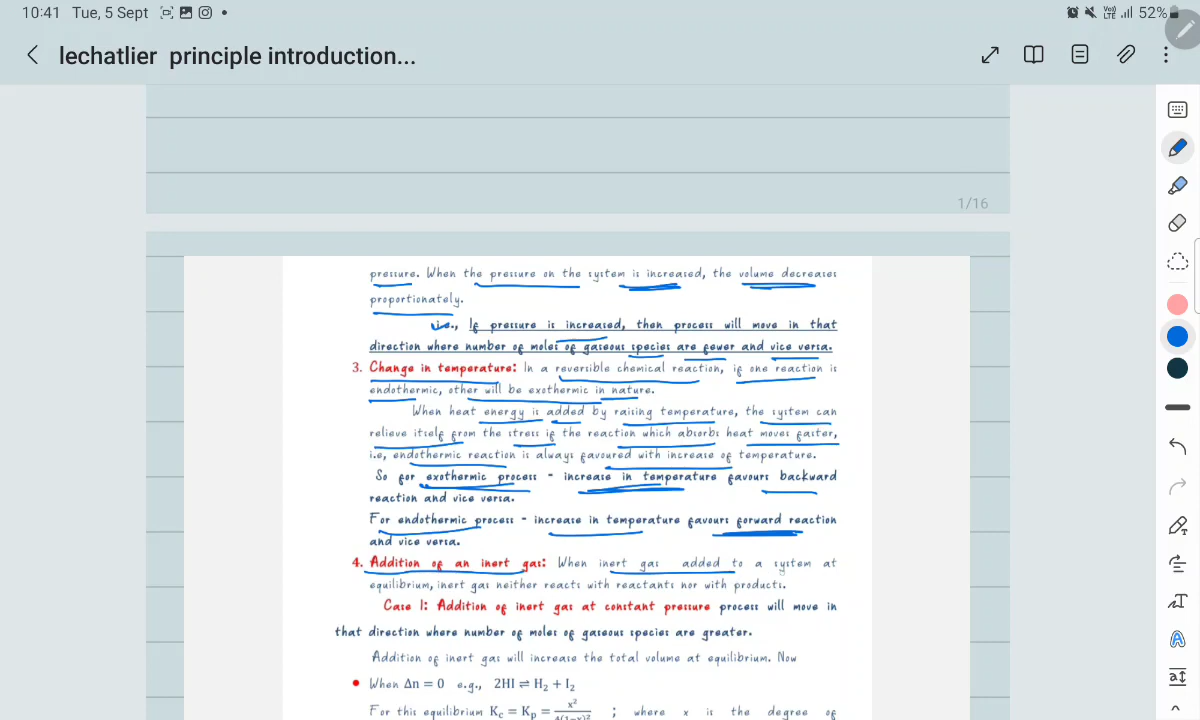 10:41 Tue, 5 Sept
Vo)) LTE 52%
lechatlier principle introduction...
1/16
pressure. When the pressure on the system is increased, the volume decreases
proportionately.
i.e., If pressure is increased, then process will move in that
direction where number of moles of gaseous species are fewer and vice versa.
3. Change in temperature: In a reversible chemical reaction, if one reaction is
endothermic, other will be exothermic in nature.
When heat energy is added by raising temperature, the system can
relieve itself from the stress if the reaction which absorbs heat moves faster,
i.e, endothermic reaction is always favoured with increase of temperature.
So for exothermic process - increase in temperature favours backward
reaction and vice versa.
For endothermic process - increase in temperature favours forward reaction
and vice versa.
4. Addition of an inert gas: When inert gas added to a system at
equilibrium, inert gas neither reacts with reactants nor with products.
Case 1: Addition of inert gas at constant pressure process will move in
that direction where number of moles of gaseous species are greater.
Addition of inert gas will increase the total volume at equilibrium. Now
• When Δn = 0 e.g., 2HI ⇌ H₂ + I₂
For this equilibrium Kc = Kp = x²/4(1−x)² ; where x is the degree of